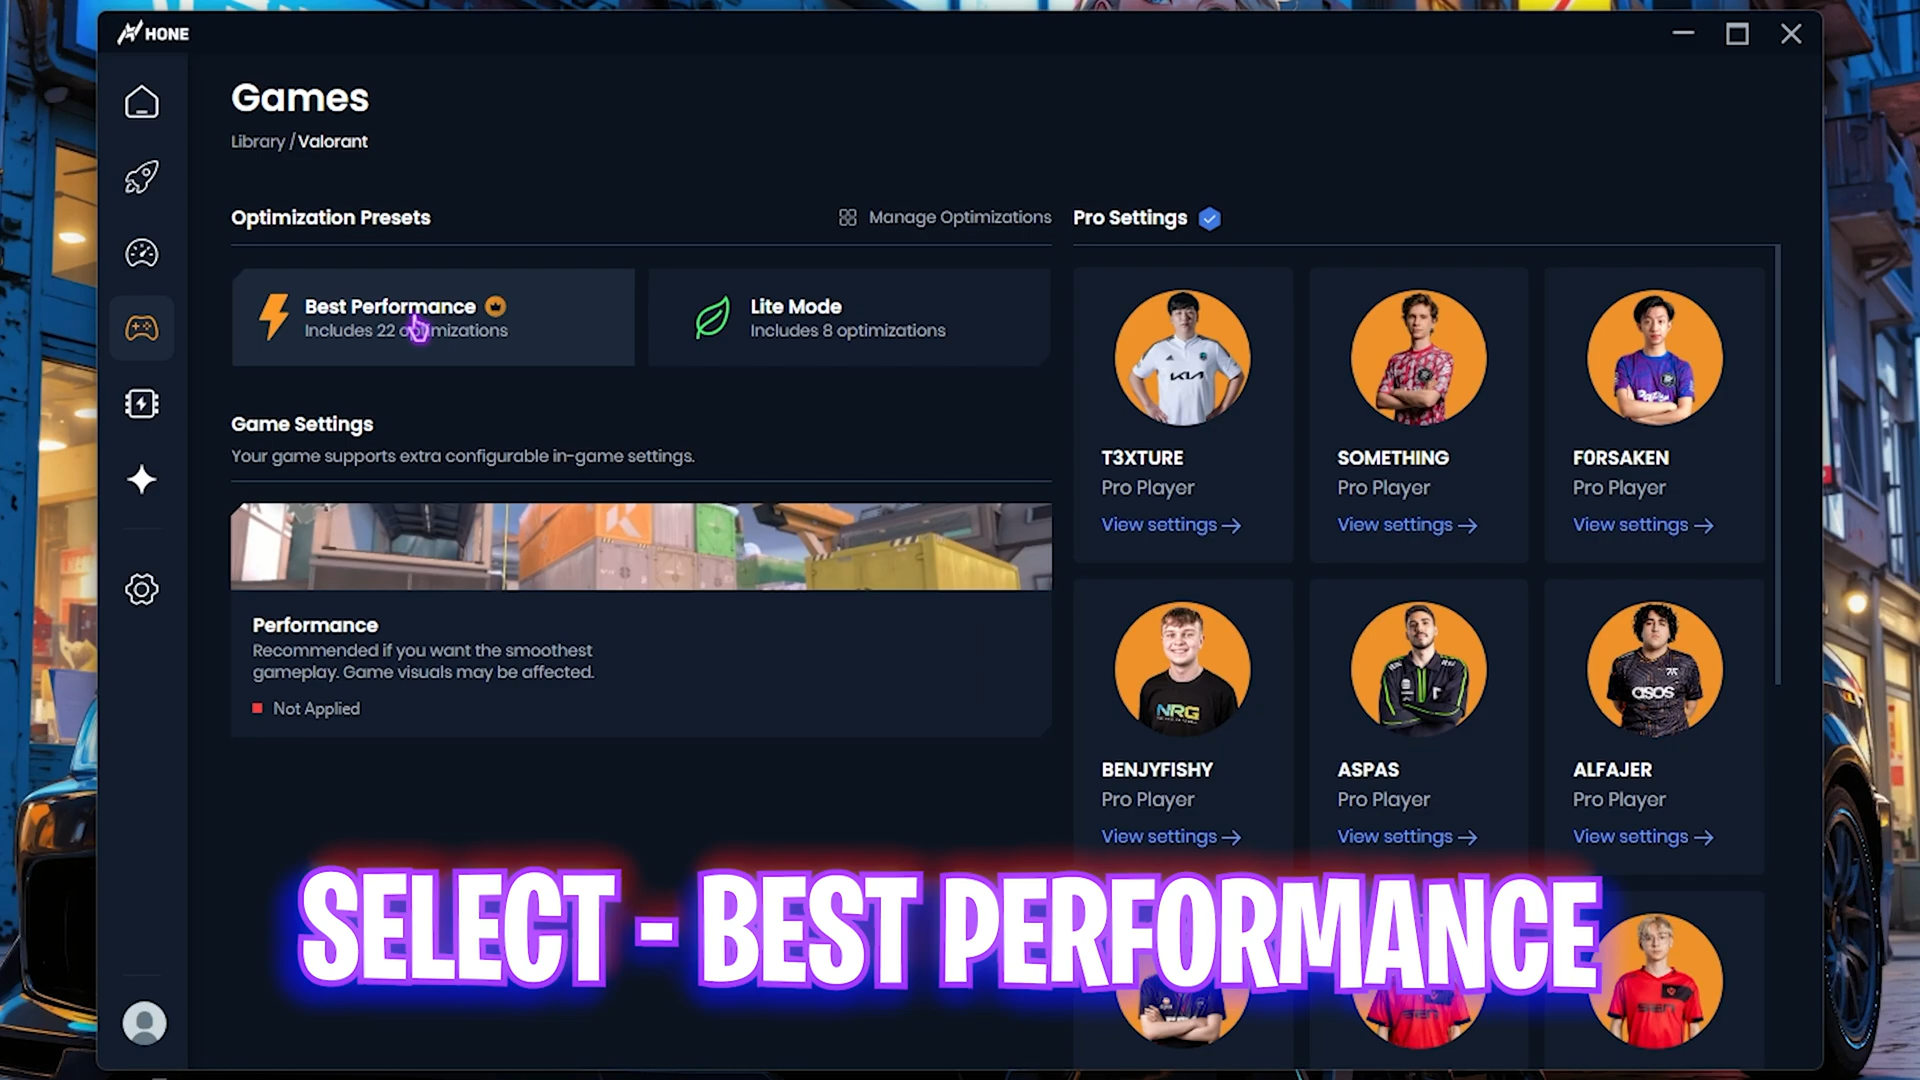 HONE
Games
Library / Valorant
Optimization Presets
Manage Optimizations
Best Performance
Includes 22 optimizations
Lite Mode
Includes 8 optimizations
Game Settings
Your game supports extra configurable in-game settings.
Performance
Recommended if you want the smoothest
gameplay. Game visuals may be affected.
Not Applied
Pro Settings
KIA
T3XTURE
Pro Player
View settings
SOMETHING
Pro Player
View settings
F0RSAKEN
Pro Player
View settings
NRG
BENJYFISHY
Pro Player
View settings
ASPAS
Pro Player
View settings
asos
ALFAJER
Pro Player
View settings
SELECT - BEST PERFORMANCE